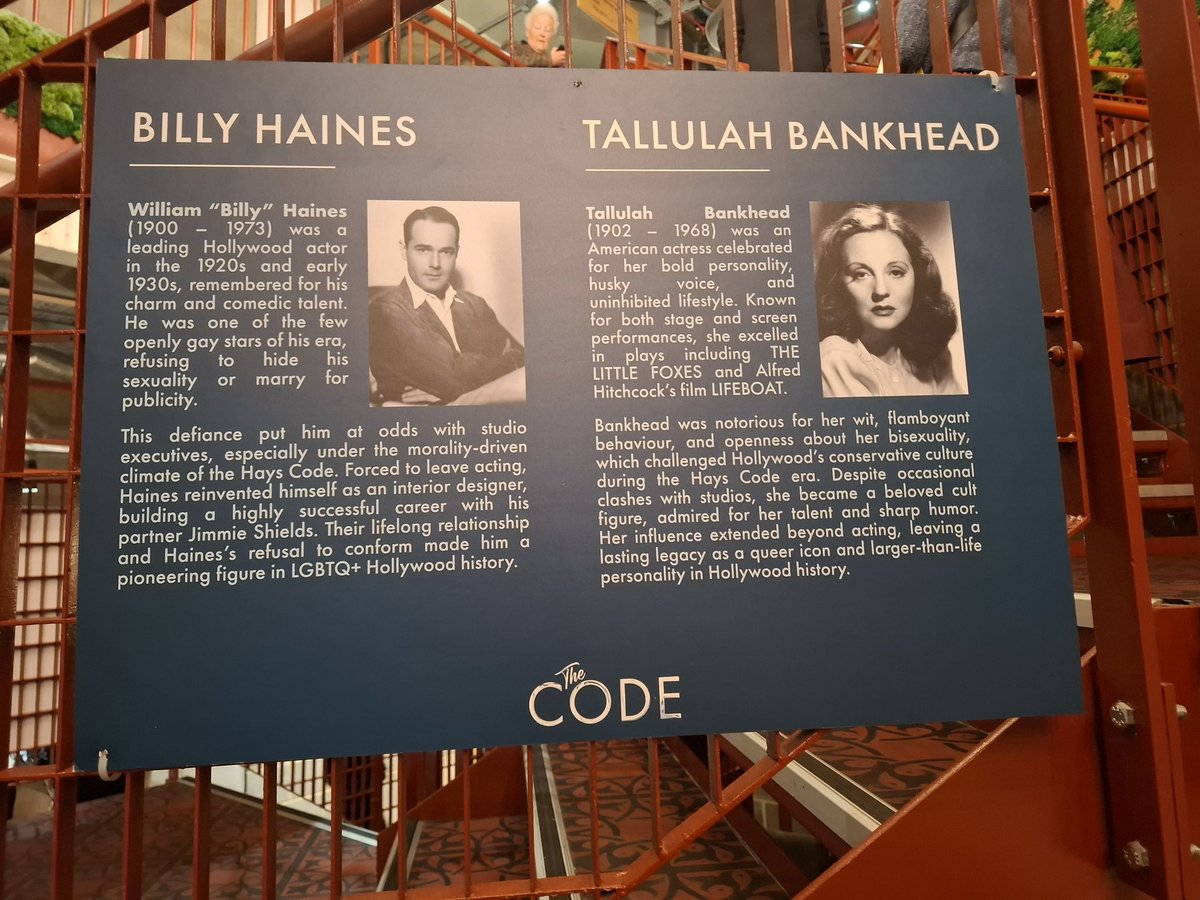 BILLY HAINES
William “Billy” Haines
(1900 – 1973) was a
leading Hollywood actor
in the 1920s and early
1930s, remembered for his
charm and comedic talent.
He was one of the few
openly gay stars of his era,
refusing to hide his
sexuality or marry for
publicity.
This defiance put him at odds with studio
executives, especially under the morality-driven
climate of the Hays Code. Forced to leave acting,
Haines reinvented himself as an interior designer,
building a highly successful career with his
partner Jimmie Shields. Their lifelong relationship
and Haines’s refusal to conform made him a
pioneering figure in LGBTQ+ Hollywood history.
TALLULAH BANKHEAD
Tallulah Bankhead
(1902 – 1968) was an
American actress celebrated
for her bold personality,
husky voice, and
uninhibited lifestyle. Known
for both stage and screen
performances, she excelled
in plays including THE
LITTLE FOXES and Alfred
Hitchcock’s film LIFEBOAT.
Bankhead was notorious for her wit, flamboyant
behaviour, and openness about her bisexuality,
which challenged Hollywood’s conservative culture
during the Hays Code era. Despite occasional
clashes with studios, she became a beloved cult
figure, admired for her talent and sharp humor.
Her influence extended beyond acting, leaving a
lasting legacy as a queer icon and larger-than-life
personality in Hollywood history.
The
CODE